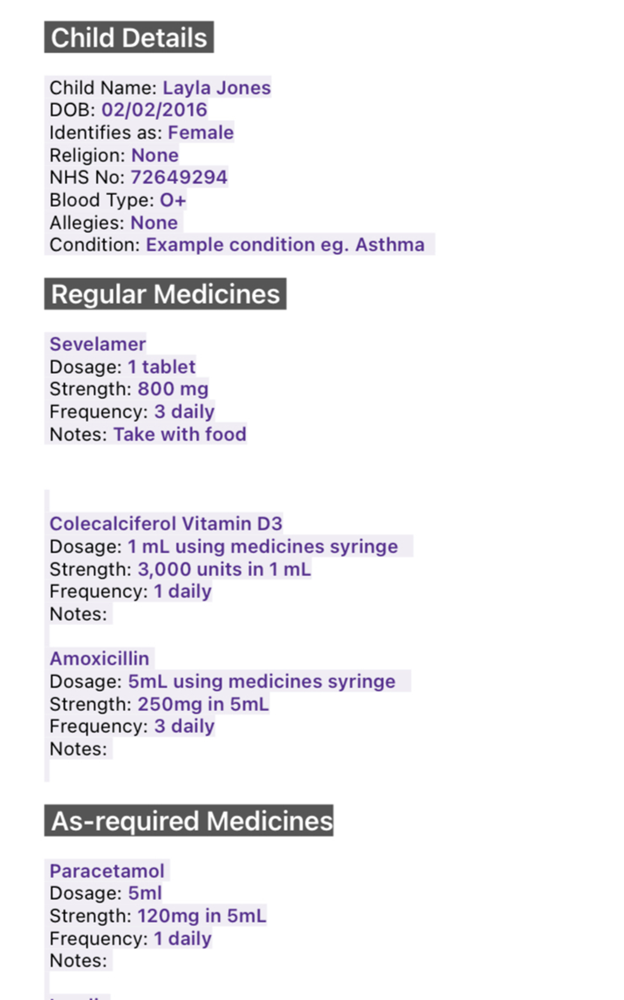 Child Details
Child Name: Layla Jones
DOB: 02/02/2016
Identifies as: Female
Religion: None
NHS No: 72649294
Blood Type: O+
Allegies: None
Condition: Example condition eg. Asthma
Regular Medicines
Sevelamer
Dosage: 1 tablet
Strength: 800 mg
Frequency: 3 daily
Notes: Take with food
Colecalciferol Vitamin D3
Dosage: 1 mL using medicines syringe
Strength: 3,000 units in 1 mL
Frequency: 1 daily
Notes:
Amoxicillin
Dosage: 5mL using medicines syringe
Strength: 250mg in 5mL
Frequency: 3 daily
Notes:
As-required Medicines
Paracetamol
Dosage: 5ml
Strength: 120mg in 5mL
Frequency: 1 daily
Notes: